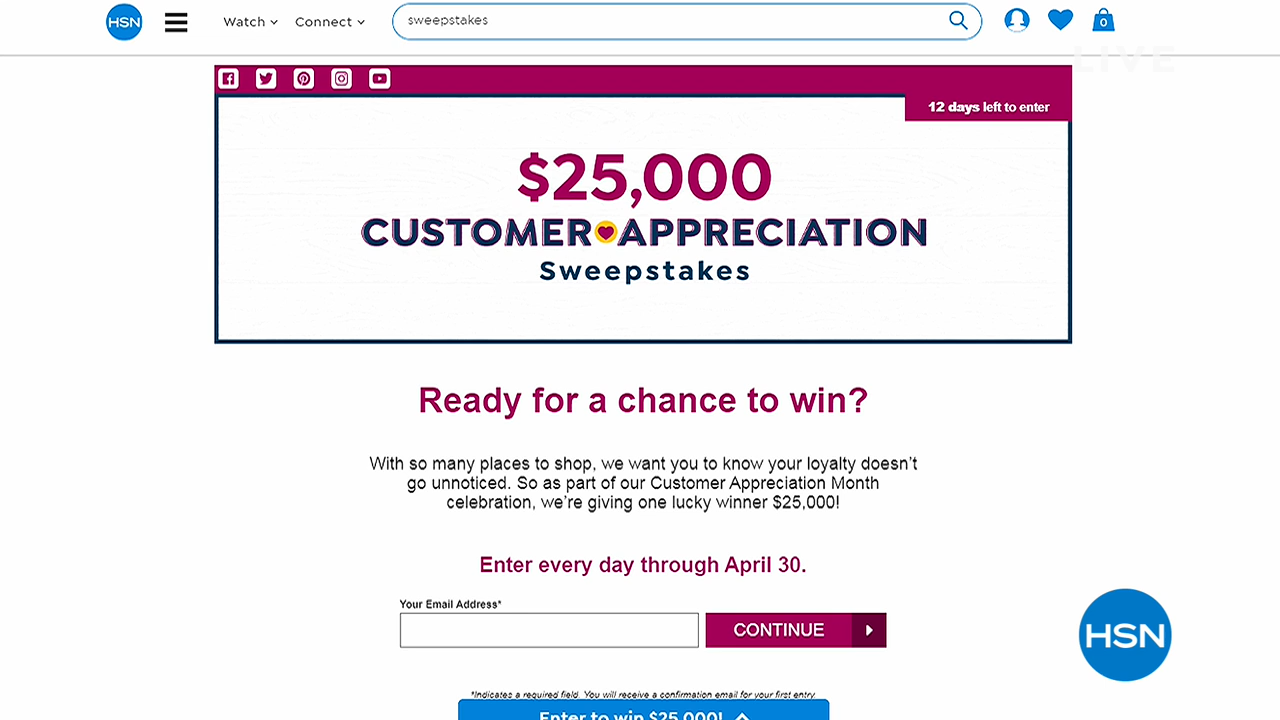 HSN
Watch
Connect
sweepstakes
0
LIVE
12 days left to enter
$25,000
CUSTOMER APPRECIATION
Sweepstakes
Ready for a chance to win?
With so many places to shop, we want you to know your loyalty doesn't
go unnoticed. So as part of our Customer Appreciation Month
celebration, we're giving one lucky winner $25,000!
Enter every day through April 30.
Your Email Address*
CONTINUE
HSN
*Indicates a required field. You will receive a confirmation email for your first entry.
Enter to win $25,000!